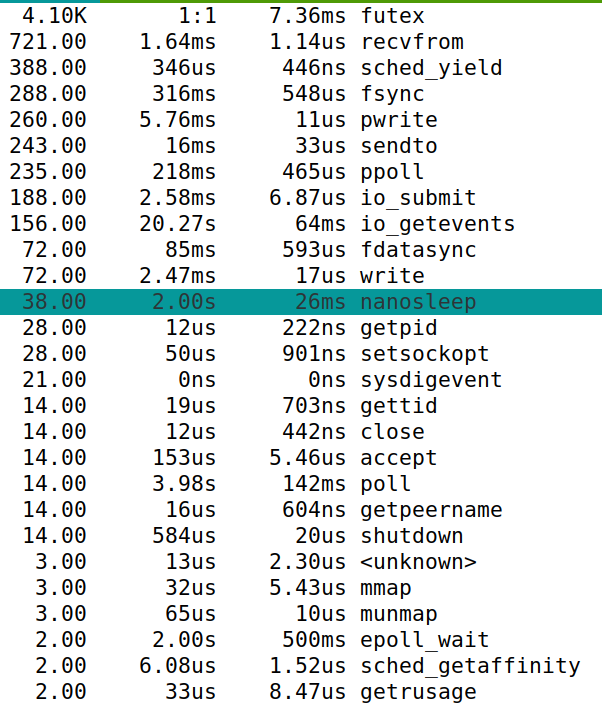 4.10K 1:1 7.36ms futex
721.00 1.64ms 1.14us recvfrom
388.00 346us 446ns sched_yield
288.00 316ms 548us fsync
260.00 5.76ms 11us pwrite
243.00 16ms 33us sendto
235.00 218ms 465us ppoll
188.00 2.58ms 6.87us io_submit
156.00 20.27s 64ms io_getevents
72.00 85ms 593us fdatasync
72.00 2.47ms 17us write
38.00 2.00s 26ms nanosleep
28.00 12us 222ns getpid
28.00 50us 901ns setsockopt
21.00 0ns 0ns sysdigevent
14.00 19us 703ns gettid
14.00 12us 442ns close
14.00 153us 5.46us accept
14.00 3.98s 142ms poll
14.00 16us 604ns getpeername
14.00 584us 20us shutdown
3.00 13us 2.30us <unknown>
3.00 32us 5.43us mmap
3.00 65us 10us munmap
2.00 2.00s 500ms epoll_wait
2.00 6.08us 1.52us sched_getaffinity
2.00 33us 8.47us getrusage